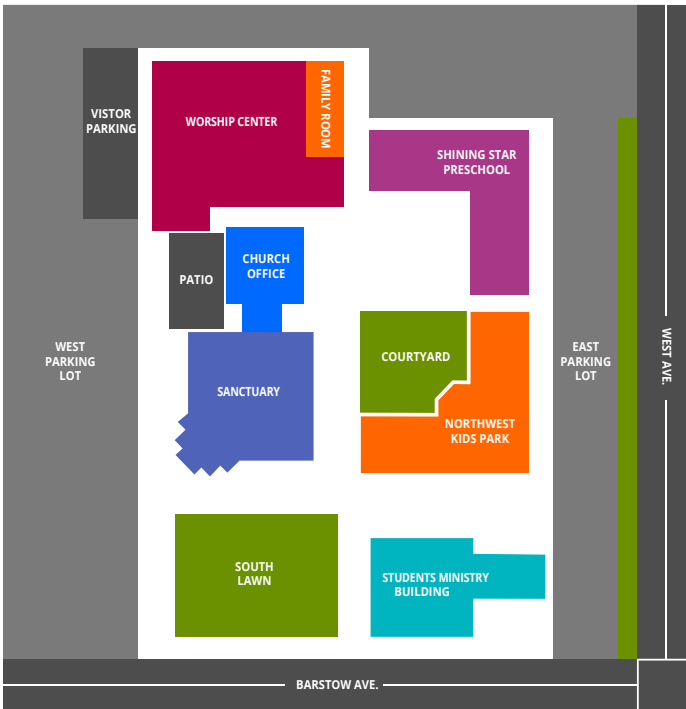 VISTOR
PARKING
WORSHIP CENTER
FAMILY ROOM
SHINING STAR
PRESCHOOL
PATIO
CHURCH
OFFICE
WEST
PARKING
LOT
SANCTUARY
COURTYARD
EAST
PARKING
LOT
WEST AVE.
NORTHWEST
KIDS PARK
SOUTH
LAWN
STUDENTS MINISTRY
BUILDING
BARSTOW AVE.